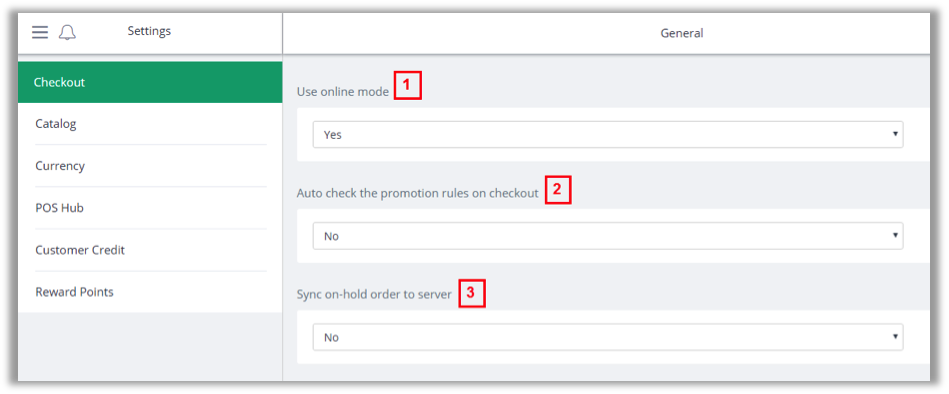 Settings
General
Checkout
Catalog
Currency
POS Hub
Customer Credit
Reward Points
Use online mode 1
Yes
Auto check the promotion rules on checkout 2
No
Sync on-hold order to server 3
No